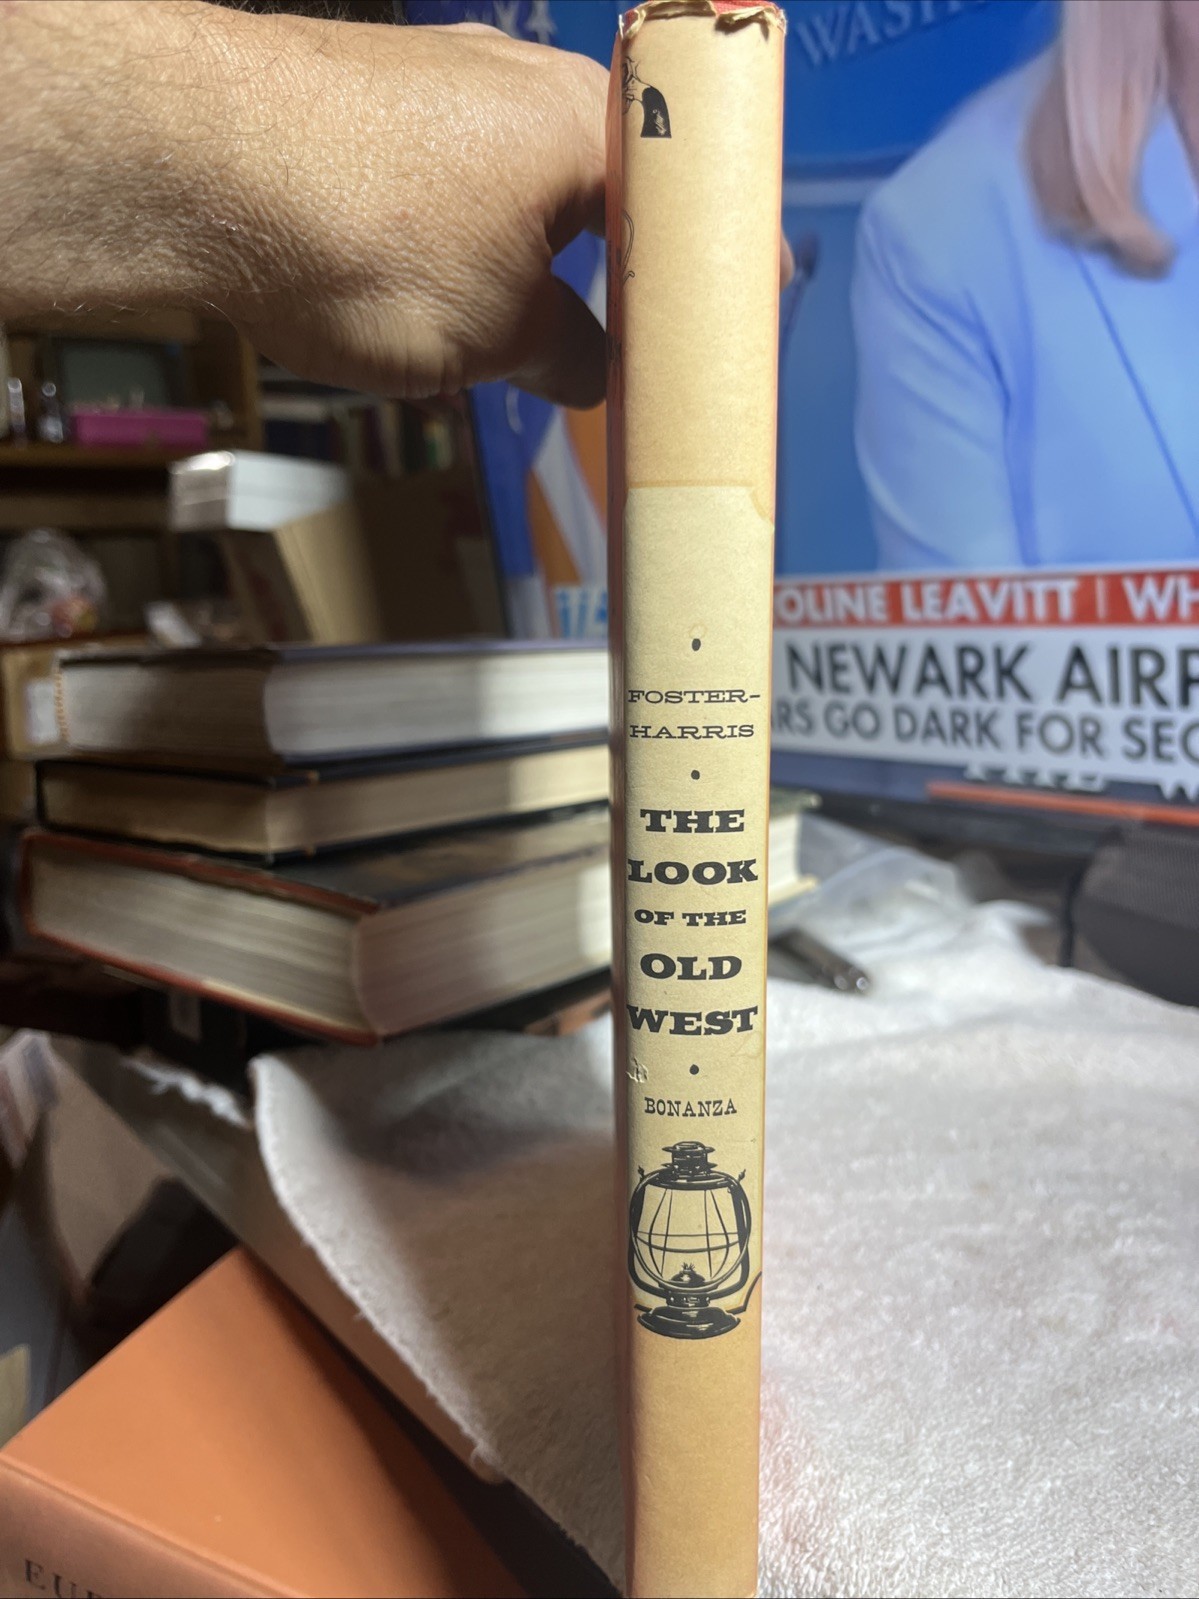 FOSTER-
HARRIS
THE
LOOK
OF THE
OLD
WEST
BONANZA
OLINE LEAVITT | WH
NEWARK AIRP
RS GO DARK FOR SEC